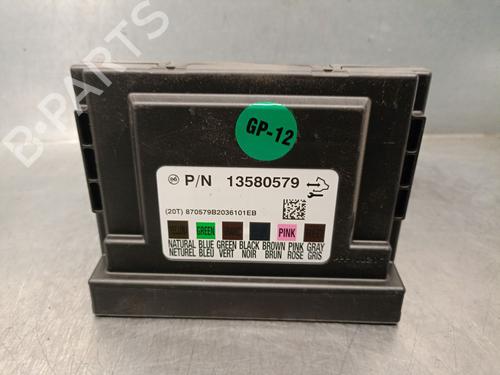 B-PARTS
GP-12
P/N 13580579
(20T) 870579B2036101EB
GREEN PINK
NATURAL BLUE GREEN BLACK BROWN PINK GRAY
NETUREL BLEU VERT NOIR BRUN ROSE GRIS